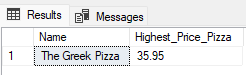 Results Messages
Name Highest_Price_Pizza
1 The Greek Pizza 35.95